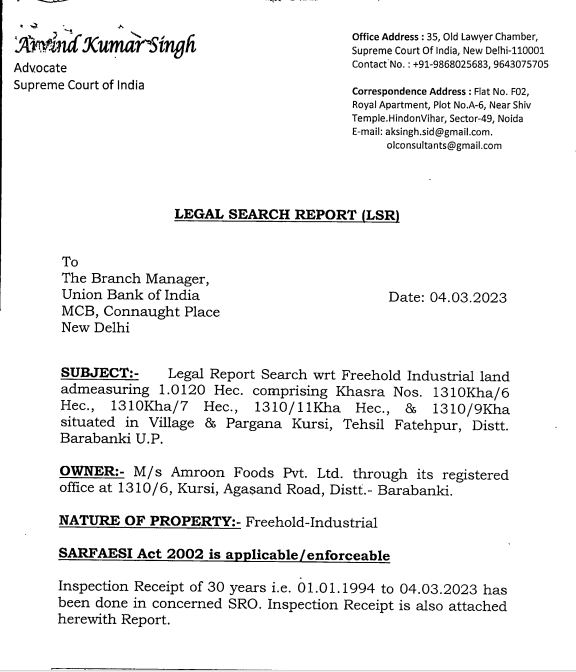 Arvind Kumar Singh
Advocate
Supreme Court of India
Office Address : 35, Old Lawyer Chamber,
Supreme Court Of India, New Delhi-110001
Contact No. : +91-9868025683, 9643075705
Correspondence Address : Flat No. F02,
Royal Apartment, Plot No.A-6, Near Shiv
Temple.HindonVihar, Sector-49, Noida
E-mail: aksingh.sid@gmail.com.
olconsultants@gmail.com
LEGAL SEARCH REPORT (LSR)
To
The Branch Manager,
Union Bank of India
MCB, Connaught Place
New Delhi
Date: 04.03.2023
SUBJECT:- Legal Report Search wrt Freehold Industrial land
admeasuring 1.0120 Hec. comprising Khasra Nos. 1310Kha/6
Hec., 1310Kha/7 Hec., 1310/11Kha Hec., & 1310/9Kha
situated in Village & Pargana Kursi, Tehsil Fatehpur, Distt.
Barabanki U.P.
OWNER:- M/s Amroon Foods Pvt. Ltd. through its registered
office at 1310/6, Kursi, Agasand Road, Distt.- Barabanki.
NATURE OF PROPERTY:- Freehold-Industrial
SARFAESI Act 2002 is applicable/enforceable
Inspection Receipt of 30 years i.e. 01.01.1994 to 04.03.2023 has
been done in concerned SRO. Inspection Receipt is also attached
herewith Report.